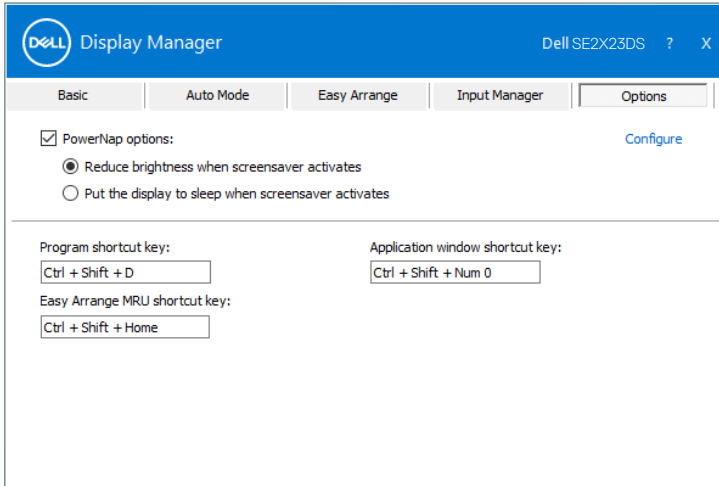 DELL Display Manager Dell SE2X23DS ? X
Basic Auto Mode Easy Arrange Input Manager Options
PowerNap options: Configure
Reduce brightness when screensaver activates
Put the display to sleep when screensaver activates
Program shortcut key: Application window shortcut key:
Ctrl + Shift + D Ctrl + Shift + Num 0
Easy Arrange MRU shortcut key:
Ctrl + Shift + Home